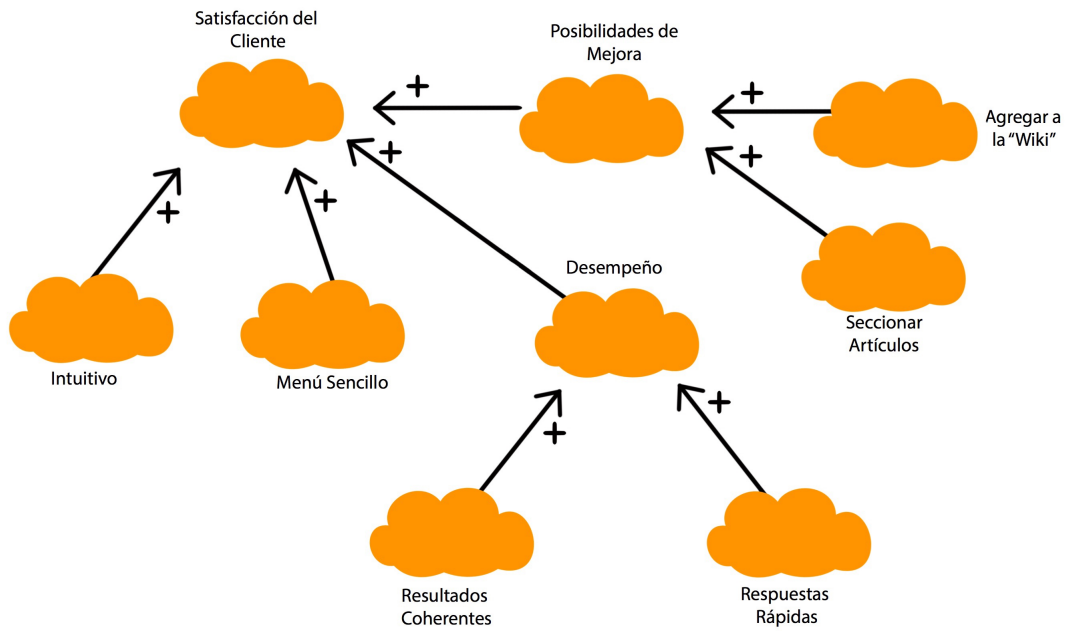 Satisfacción del
Cliente
Posibilidades de
Mejora
+
+
Agregar a
la “Wiki”
+
+
+
+
Desempeño
Seccionar
Artículos
Intuitivo
Menú Sencillo
+
+
Resultados
Coherentes
Respuestas
Rápidas